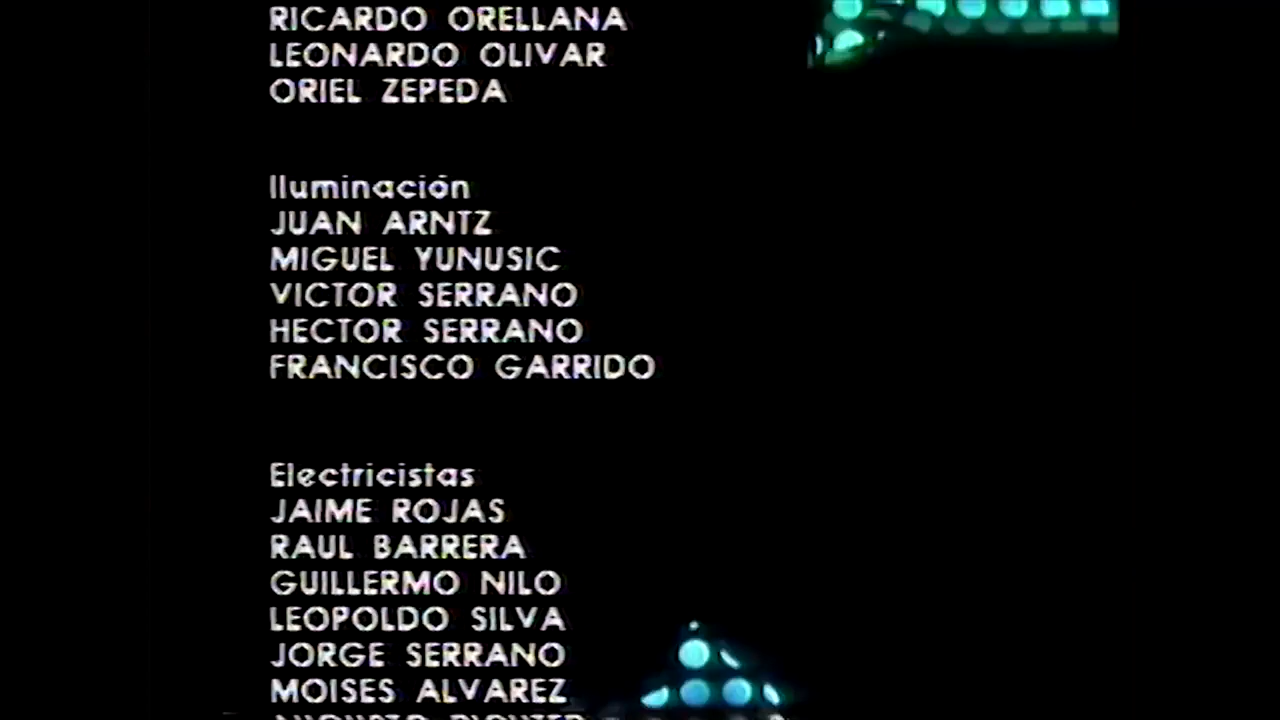 RICARDO ORELLANA
LEONARDO OLIVAR
ORIEL ZEPEDA
Iluminación
JUAN ARNTZ
MIGUEL YUNUSIC
VICTOR SERRANO
HECTOR SERRANO
FRANCISCO GARRIDO
Electricistas
JAIME ROJAS
RAUL BARRERA
GUILLERMO NILO
LEOPOLDO SILVA
JORGE SERRANO
MOISES ALVAREZ